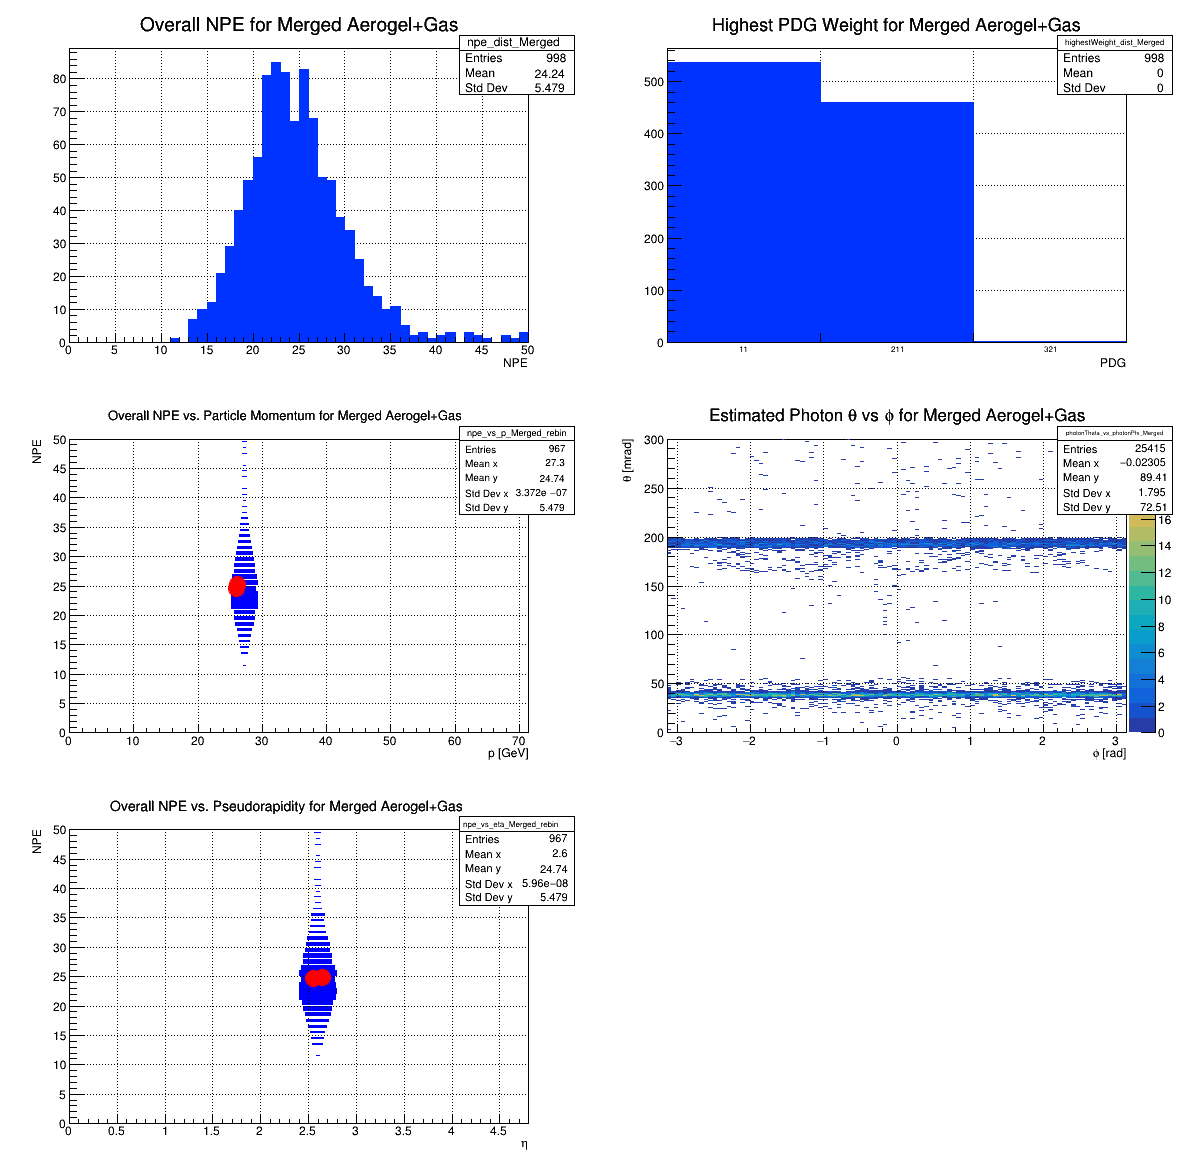 Overall NPE for Merged Aerogel+Gas
npe_dist_Merged
Entries 998
Mean 24.24
Std Dev 5.479
80
70
60
50
40
30
20
10
0
0 5 10 15 20 25 30 35 40 45 50
NPE
Highest PDG Weight for Merged Aerogel+Gas
highestWeight_dist_Merged
Entries 998
Mean 0
Std Dev 0
500
400
300
200
100
0
11 211 321
PDG
Overall NPE vs. Particle Momentum for Merged Aerogel+Gas
NPE
npe_vs_p_Merged_rebin
Entries 967
Mean x 27.3
Mean y 24.74
Std Dev x 3.372e −07
Std Dev y 5.479
50
45
40
35
30
25
20
15
10
5
0
0 10 20 30 40 50 60 70
p [GeV]
Estimated Photon θ vs ϕ for Merged Aerogel+Gas
θ [mrad]
photonTheta_vs_photonPhi_Merged
Entries 25415
Mean x −0.02305
Mean y 89.41
Std Dev x 1.795
Std Dev y 72.51
300
250
200
150
100
50
0
−3 −2 −1 0 1 2 3
ϕ [rad]
16
14
12
10
8
6
4
2
0
Overall NPE vs. Pseudorapidity for Merged Aerogel+Gas
NPE
npe_vs_eta_Merged_rebin
Entries 967
Mean x 2.6
Mean y 24.74
Std Dev x 5.96e−08
Std Dev y 5.479
50
45
40
35
30
25
20
15
10
5
0
0 0.5 1 1.5 2 2.5 3 3.5 4 4.5
η